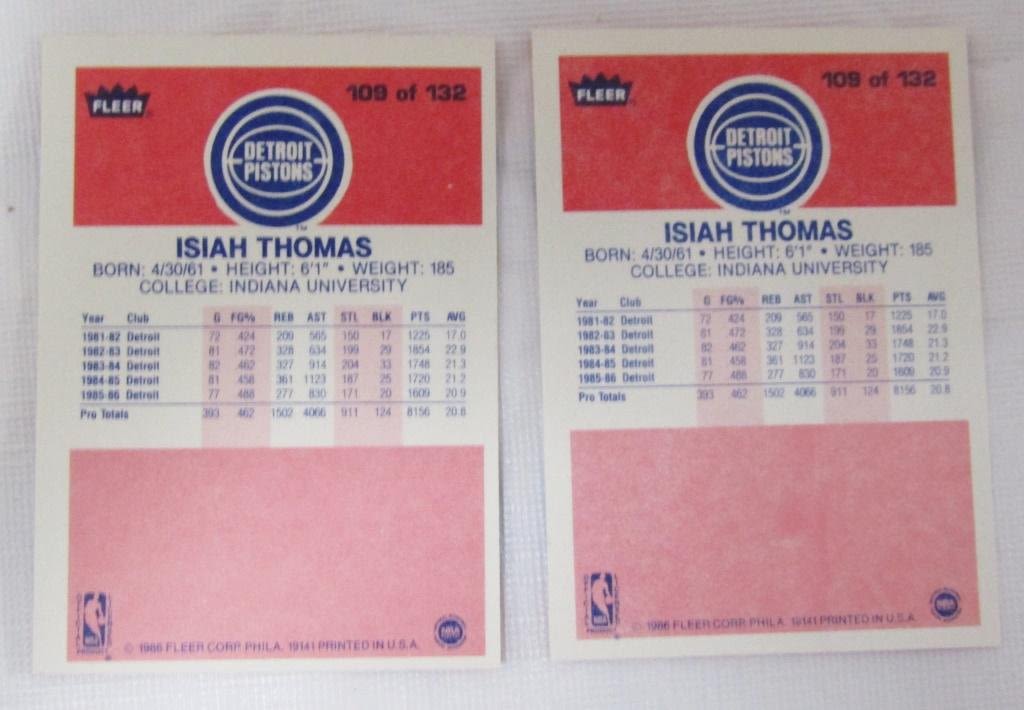 FLEER
109 of 132
DETROIT
PISTONS
TM
ISIAH THOMAS
BORN: 4/30/61 • HEIGHT: 6'1" • WEIGHT: 185
COLLEGE: INDIANA UNIVERSITY
Year Club G FG% REB AST STL BLK PTS AVG
1981-82 Detroit 72 424 209 565 150 17 1225 17.0
1982-83 Detroit 81 472 328 634 199 29 1854 22.9
1983-84 Detroit 82 462 327 914 204 33 1748 21.3
1984-85 Detroit 81 458 361 1123 187 25 1720 21.2
1985-86 Detroit 77 488 277 830 171 20 1609 20.9
Pro Totals 393 462 1502 4066 911 124 8156 20.8
NBA
© 1986 FLEER CORP. PHILA. 19141 PRINTED IN U.S.A.
NBA
FLEER
109 of 132
DETROIT
PISTONS
TM
ISIAH THOMAS
BORN: 4/30/61 • HEIGHT: 6'1" • WEIGHT: 185
COLLEGE: INDIANA UNIVERSITY
Year Club G FG% REB AST STL BLK PTS AVG
1981-82 Detroit 72 424 209 565 150 17 1225 17.0
1982-83 Detroit 81 472 328 634 199 29 1854 22.9
1983-84 Detroit 82 462 327 914 204 33 1748 21.3
1984-85 Detroit 81 458 361 1123 187 25 1720 21.2
1985-86 Detroit 77 488 277 830 171 20 1609 20.9
Pro Totals 393 462 1502 4066 911 124 8156 20.8
NBA
© 1986 FLEER CORP. PHILA. 19141 PRINTED IN U.S.A.
NBA